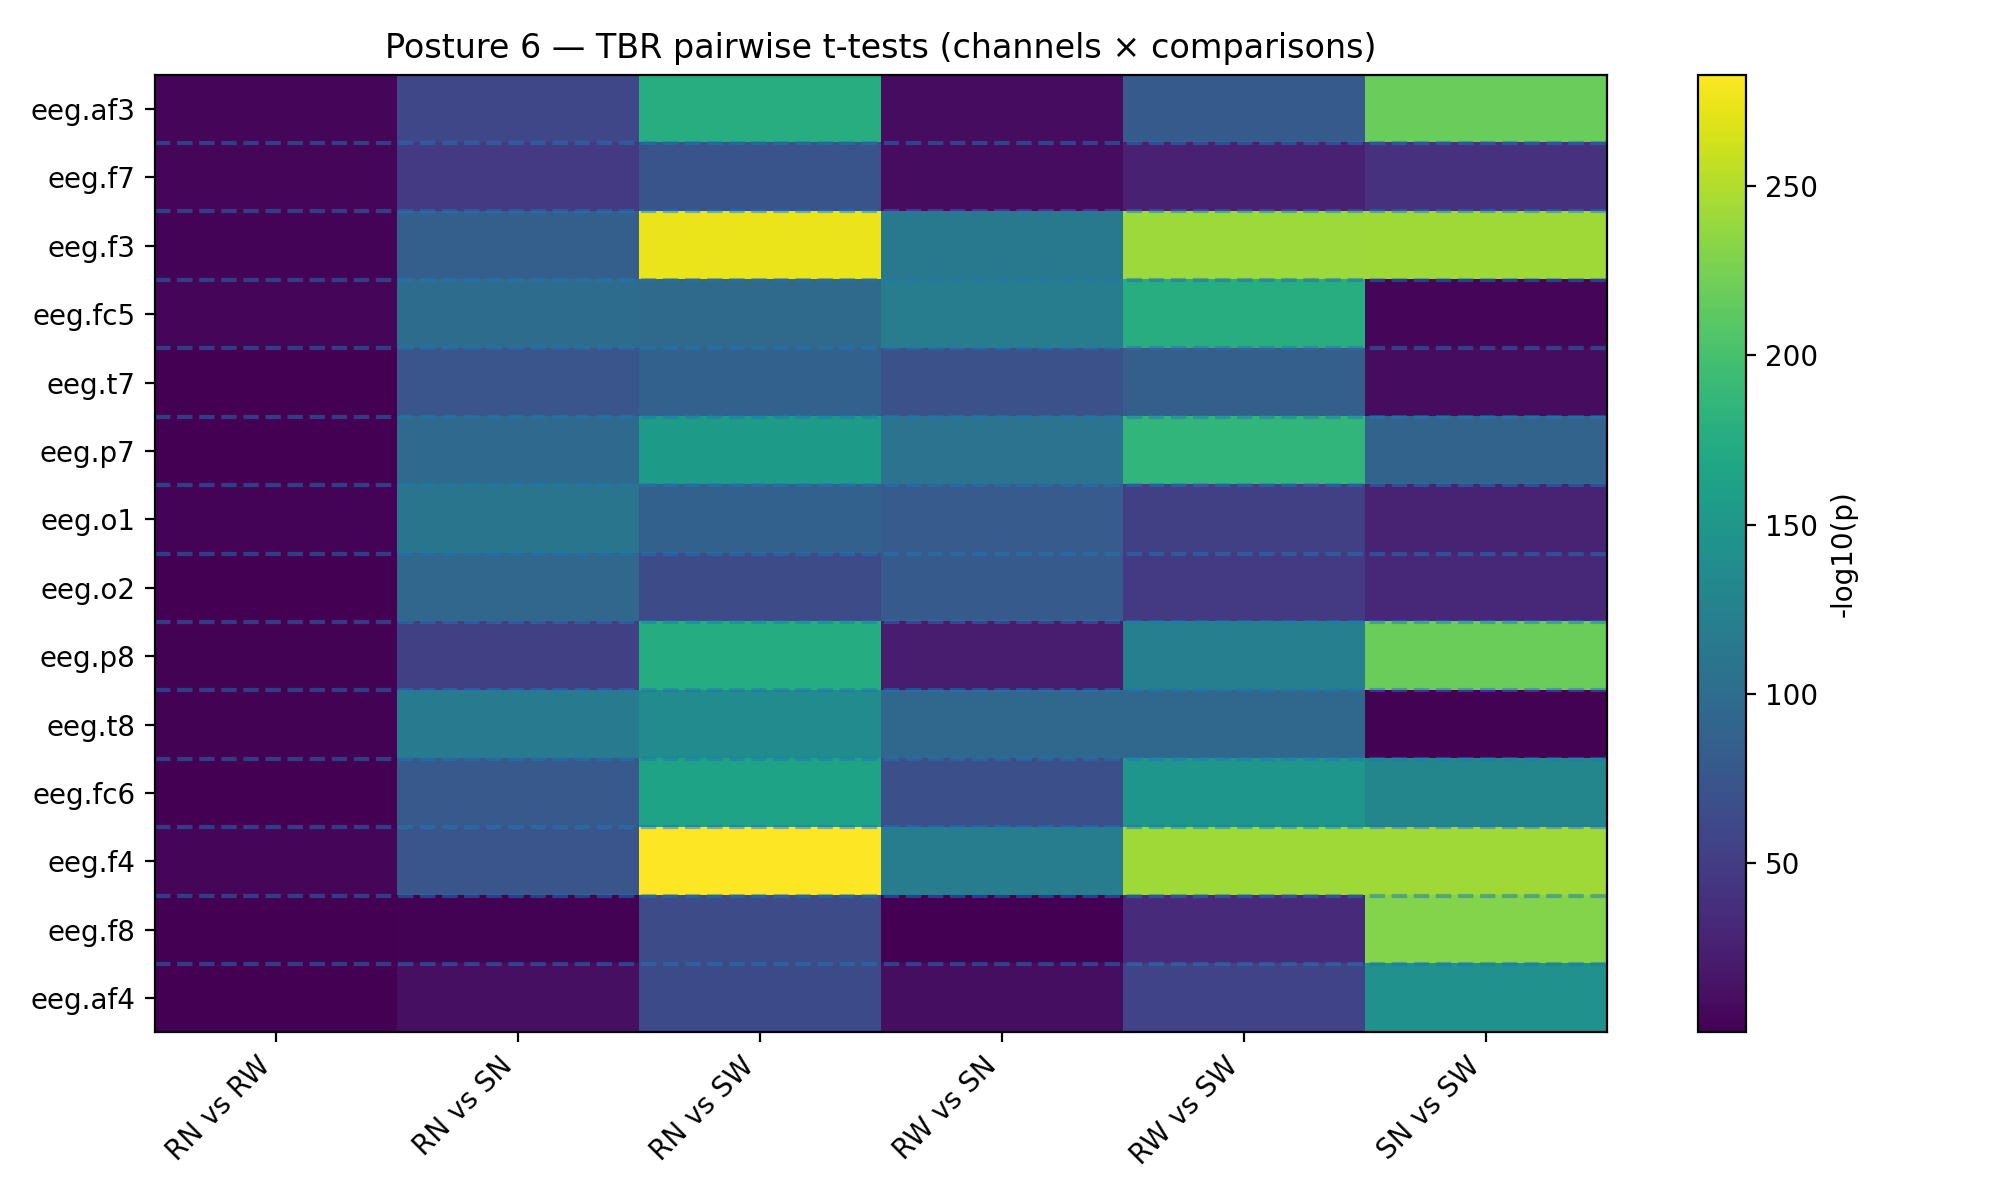 Posture 6 — TBR pairwise t-tests (channels × comparisons)
eeg.af3
eeg.f7
eeg.f3
eeg.fc5
eeg.t7
eeg.p7
eeg.o1
eeg.o2
eeg.p8
eeg.t8
eeg.fc6
eeg.f4
eeg.f8
eeg.af4
RN vs RW
RN vs SN
RN vs SW
RW vs SN
RW vs SW
SN vs SW
250
200
150
100
50
-log10(p)